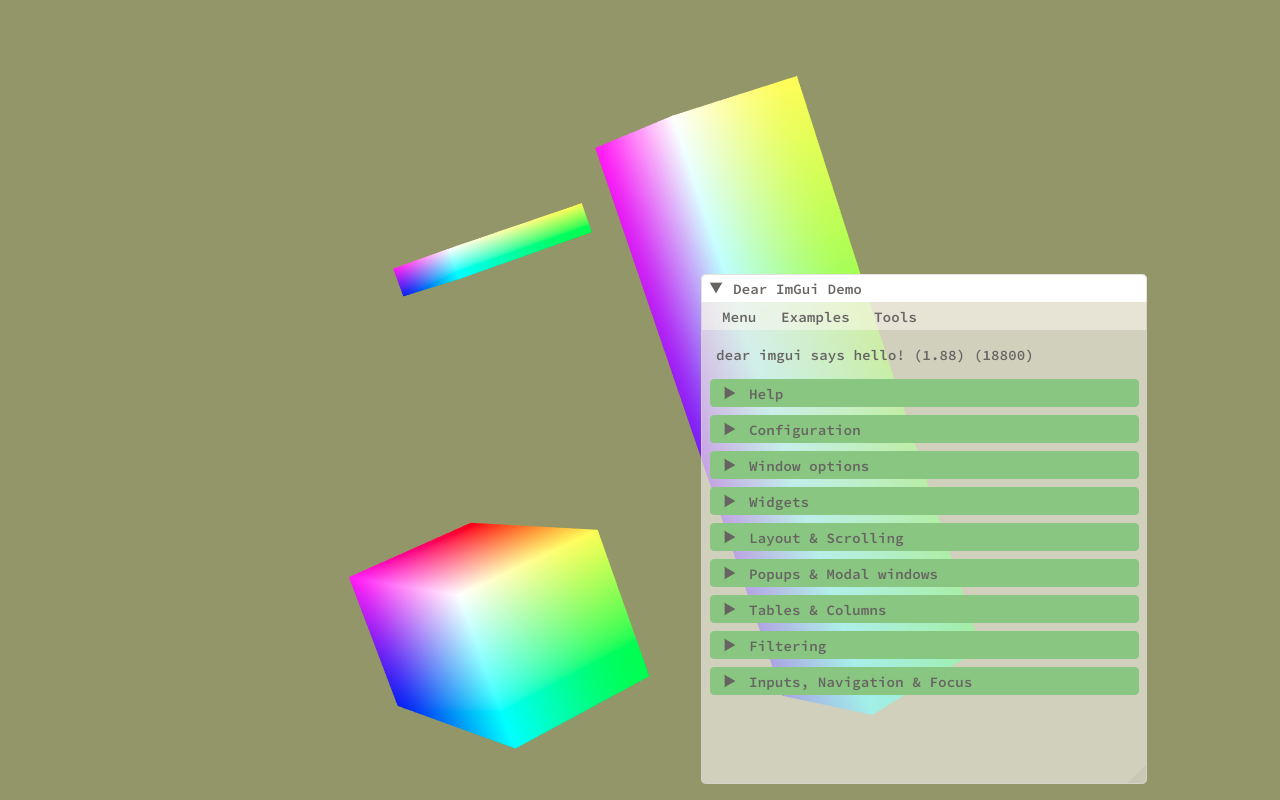 Dear ImGui Demo
Menu Examples Tools
dear imgui says hello! (1.88) (18800)
Help
Configuration
Window options
Widgets
Layout & Scrolling
Popups & Modal windows
Tables & Columns
Filtering
Inputs, Navigation & Focus